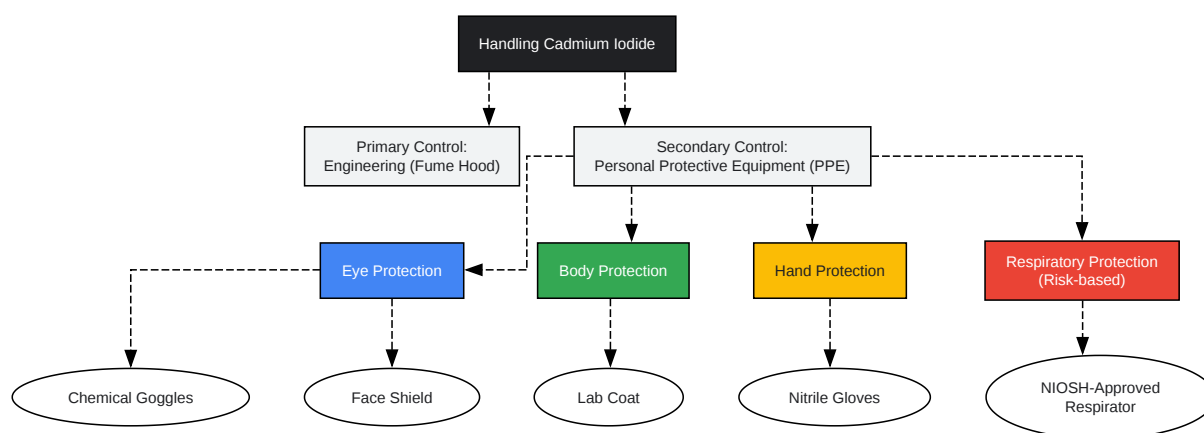 Handling Cadmium Iodide
Primary Control:
Engineering (Fume Hood)
Secondary Control:
Personal Protective Equipment (PPE)
Eye Protection
Body Protection
Hand Protection
Respiratory Protection
(Risk-based)
Chemical Goggles
Face Shield
Lab Coat
Nitrile Gloves
NIOSH-Approved
Respirator